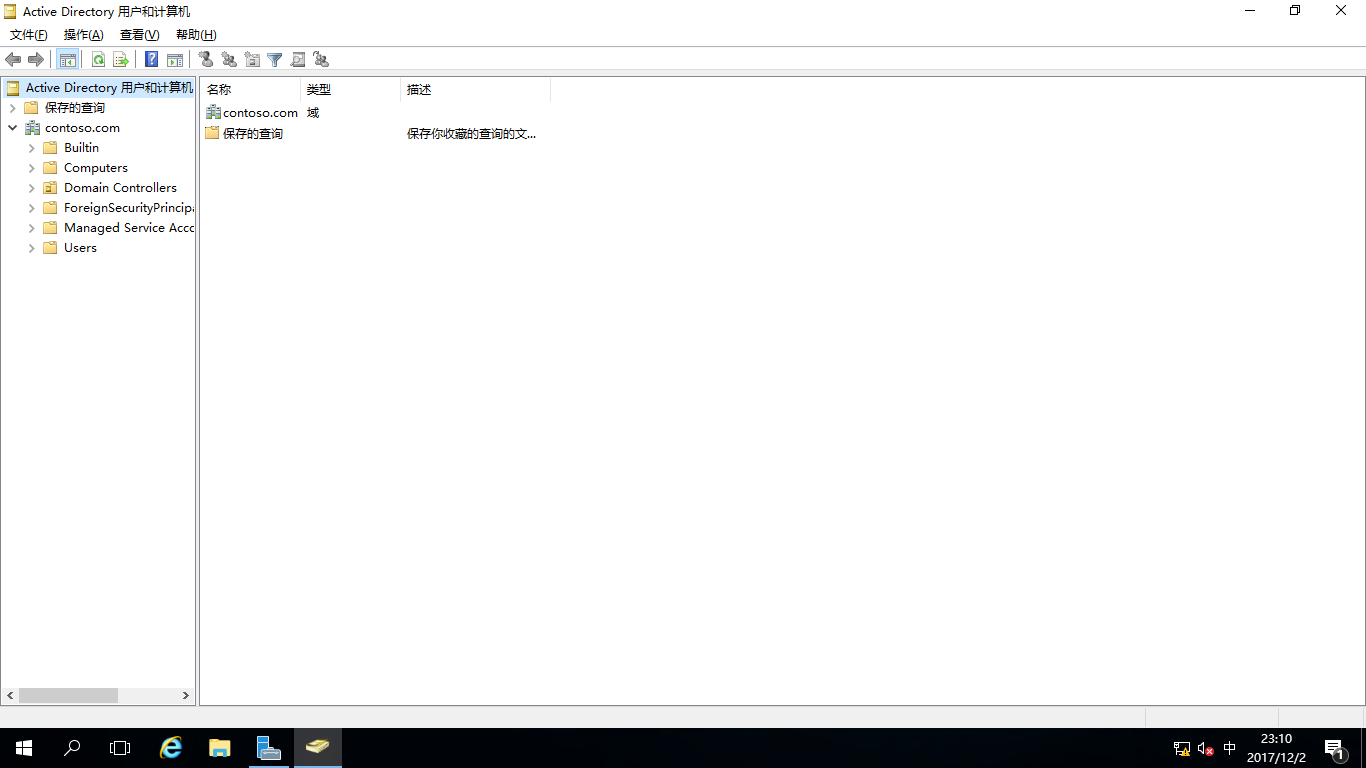 Active Directory 用户和计算机
文件(F) 操作(A) 查看(V) 帮助(H)
Active Directory 用户和计算机
保存的查询
contoso.com
Builtin
Computers
Domain Controllers
ForeignSecurityPrincipa
Managed Service Acco
Users
名称 类型 描述
contoso.com 域
保存的查询 保存你收藏的查询的文...
中
23:10
2017/12/2
1